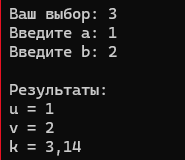 Ваш выбор: 3
Введите a: 1
Введите b: 2

Результаты:
u = 1
v = 2
k = 3,14